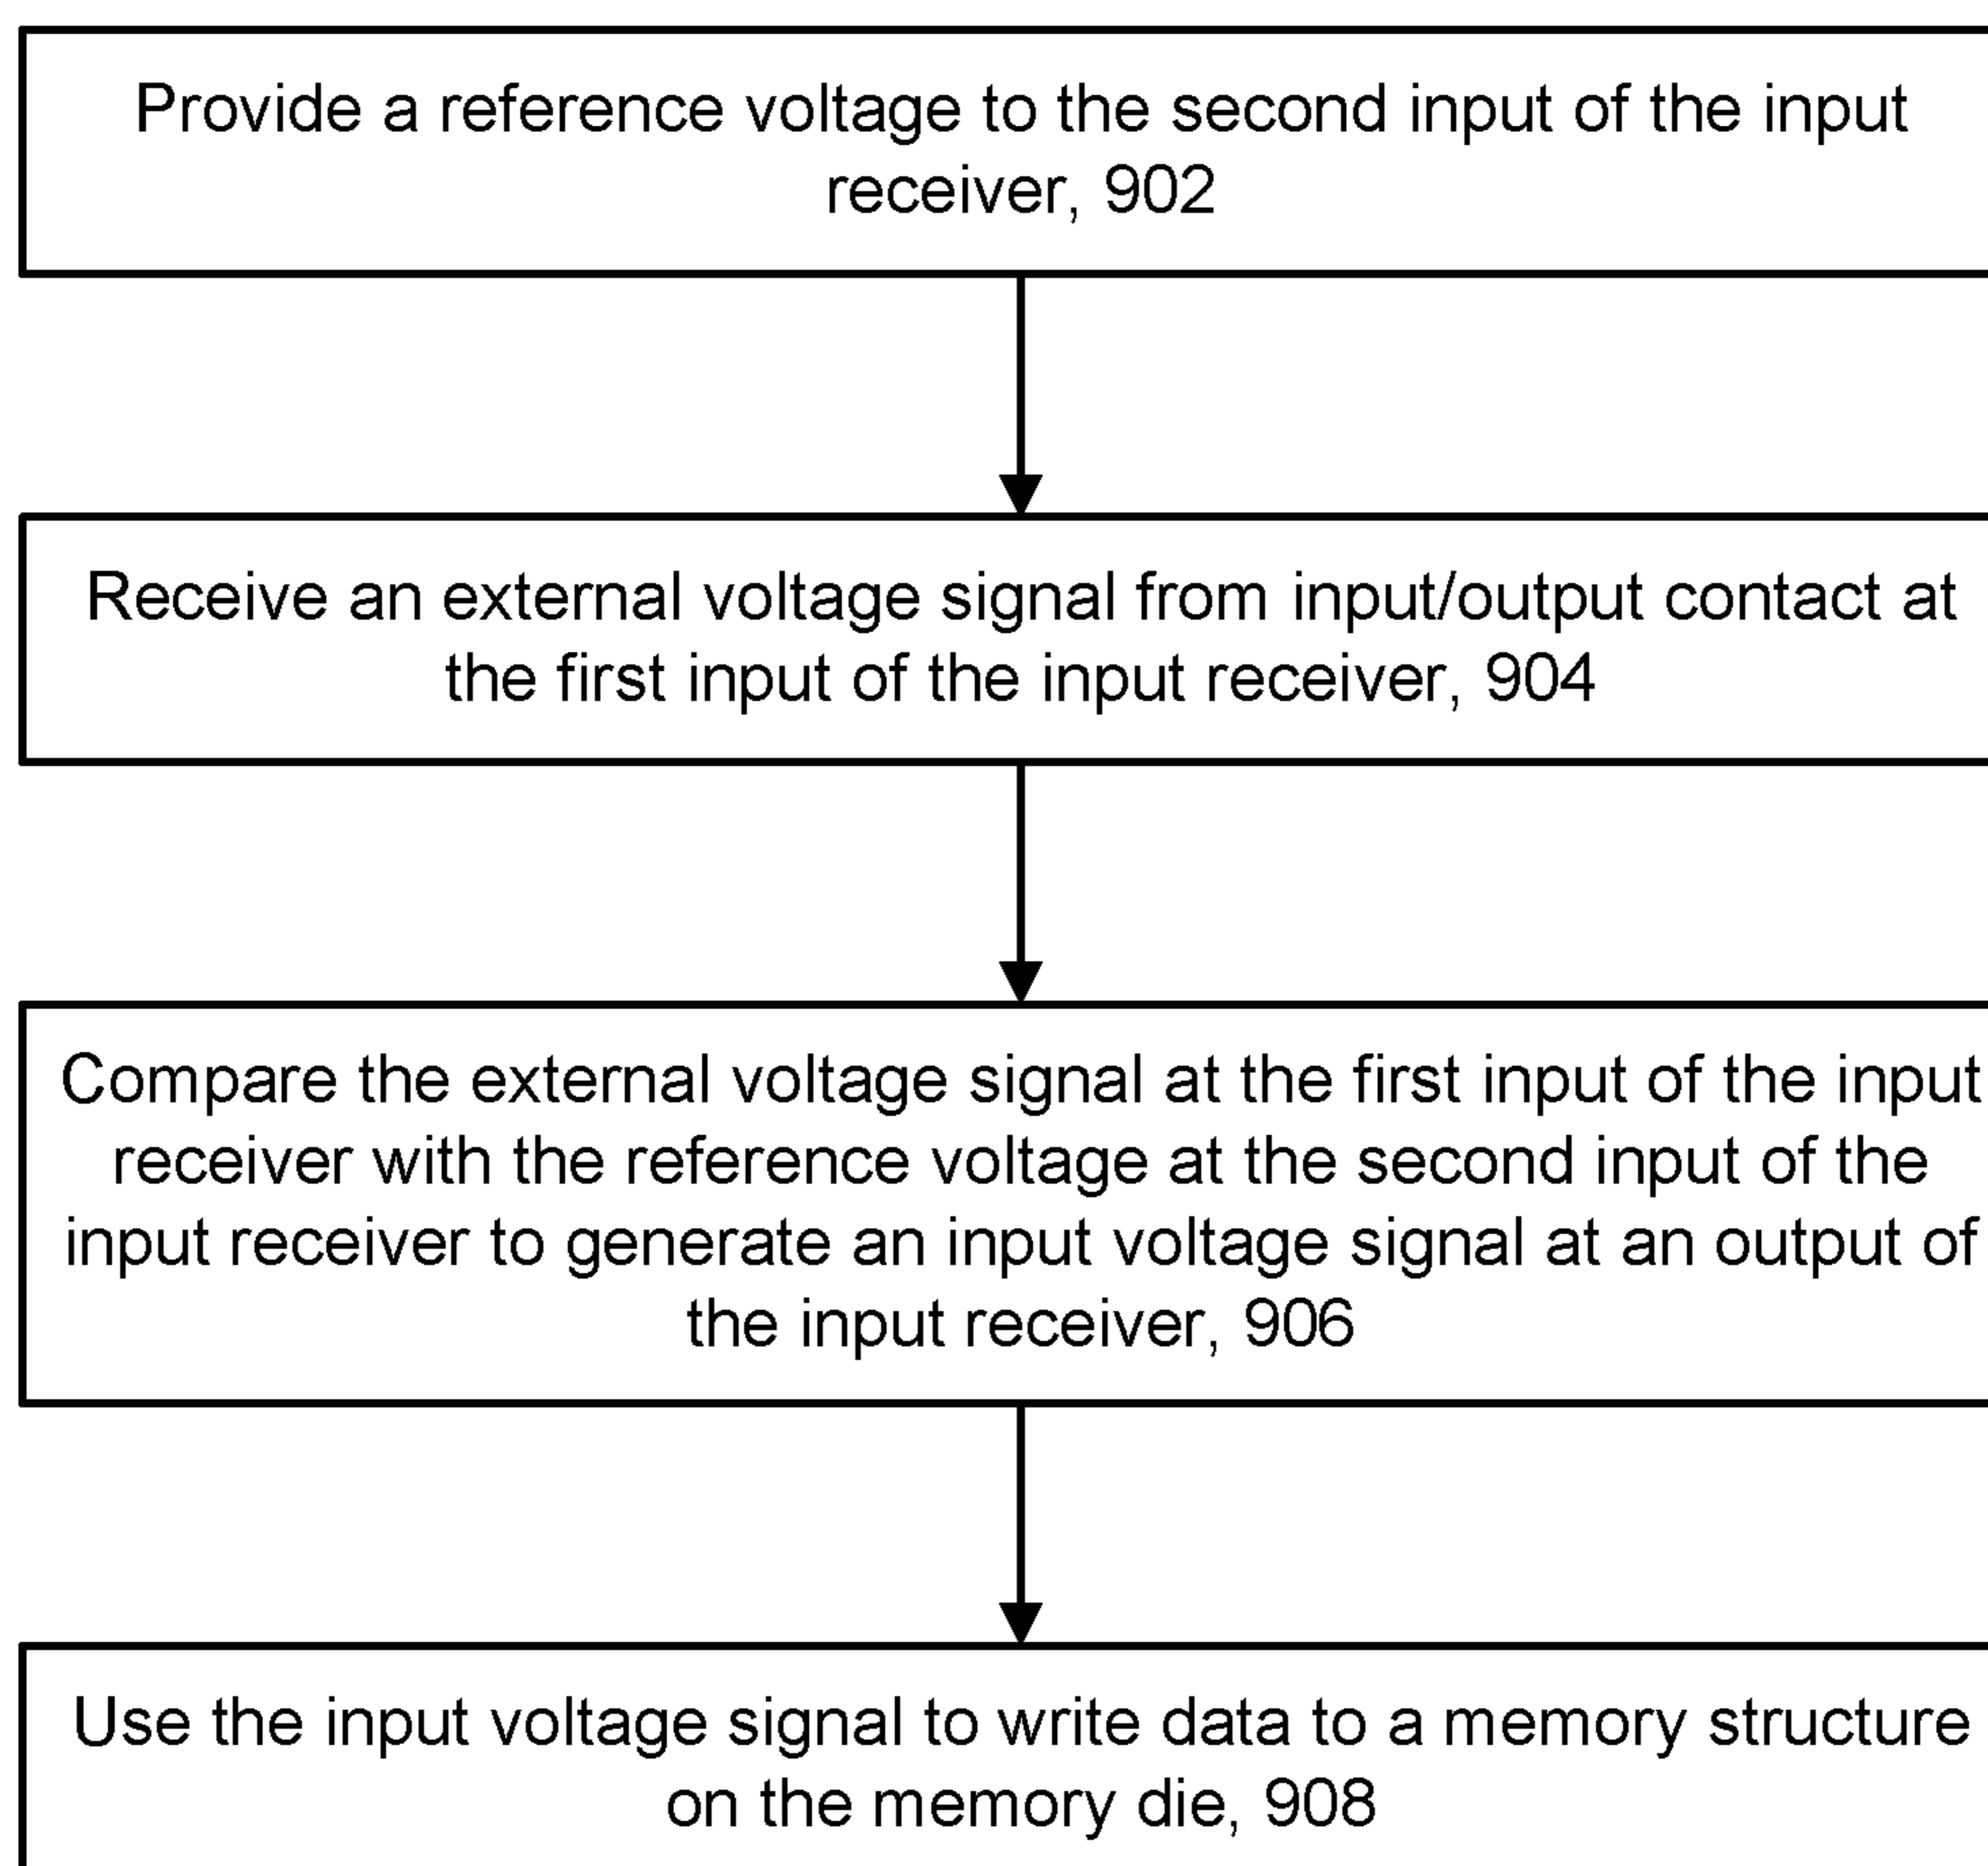 Provide a reference voltage to the second input of the input
receiver, 902
Receive an external voltage signal from input/output contact at
the first input of the input receiver, 904
Compare the external voltage signal at the first input of the input
receiver with the reference voltage at the second input of the
input receiver to generate an input voltage signal at an output of
the input receiver, 906
Use the input voltage signal to write data to a memory structure
on the memory die, 908